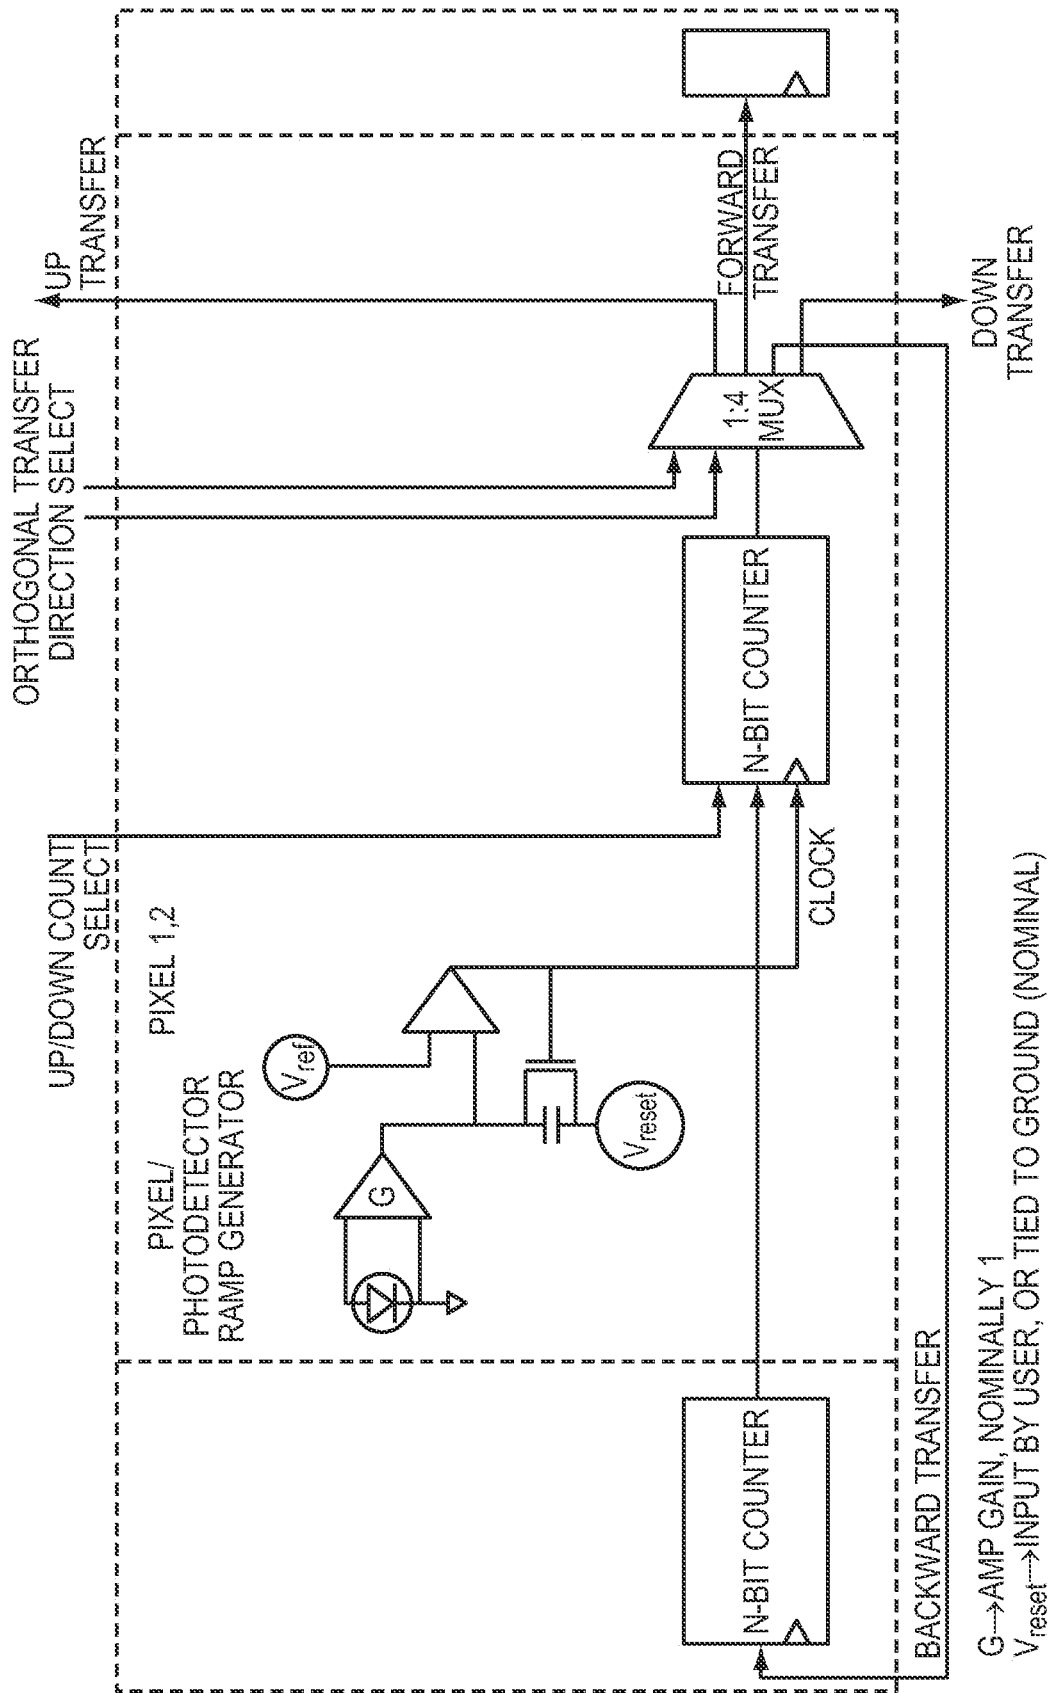 ORTHOGONAL TRANSFER
DIRECTION SELECT
UP
TRANSFER
UP/DOWN COUNT
SELECT
PIXEL 1,2
PIXEL/
PHOTODETECTOR
RAMP GENERATOR
Vref
G
Vreset
N-BIT COUNTER
CLOCK
N-BIT COUNTER
1:4
MUX
FORWARD
TRANSFER
DOWN
TRANSFER
BACKWARD TRANSFER
G→AMP GAIN, NOMINALLY 1
Vreset→INPUT BY USER, OR TIED TO GROUND (NOMINAL)